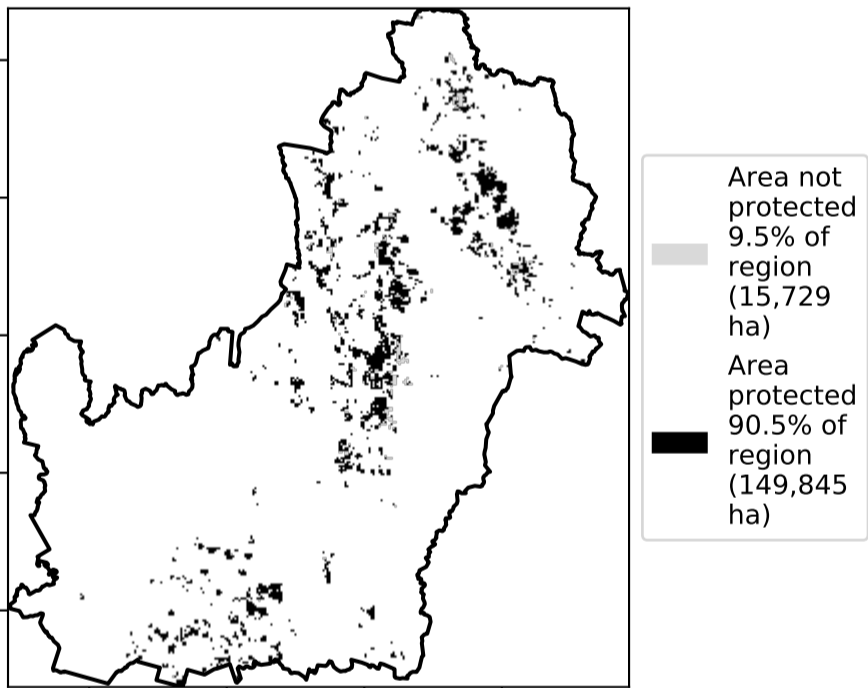 Area not
protected
9.5% of
region
(15,729
ha)
Area
protected
90.5% of
region
(149,845
ha)